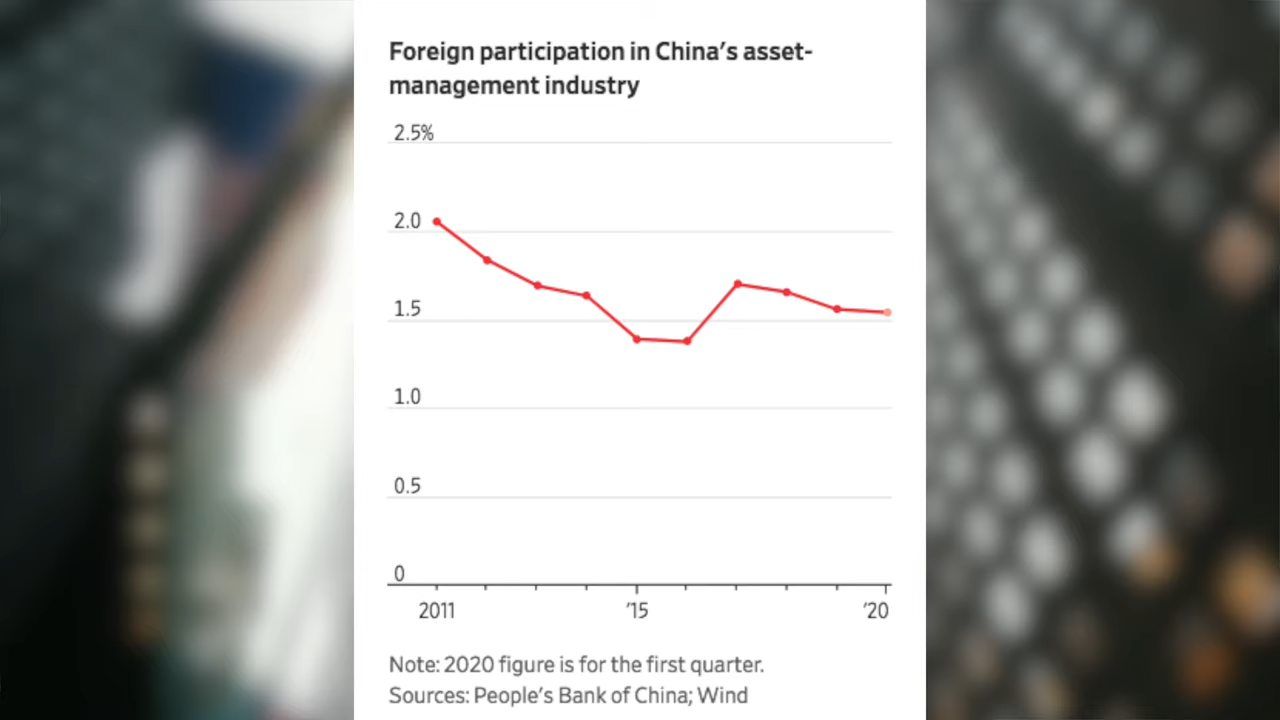 Foreign participation in China's asset-
management industry
2.5%
2.0
1.5
1.0
0.5
0
2011 '15 '20
Note: 2020 figure is for the first quarter.
Sources: People's Bank of China; Wind